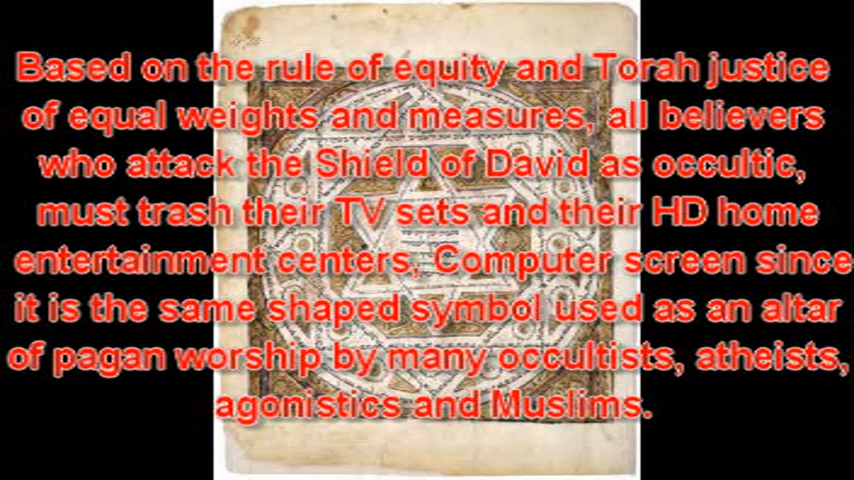 Based on the rule of equity and Torah justice
of equal weights and measures, all believers
who attack the Shield of David as occultic,
must trash their TV sets and their HD home
entertainment centers, Computer screen since
it is the same shaped symbol used as an altar
of pagan worship by many occultists, atheists,
agonistics and Muslims.